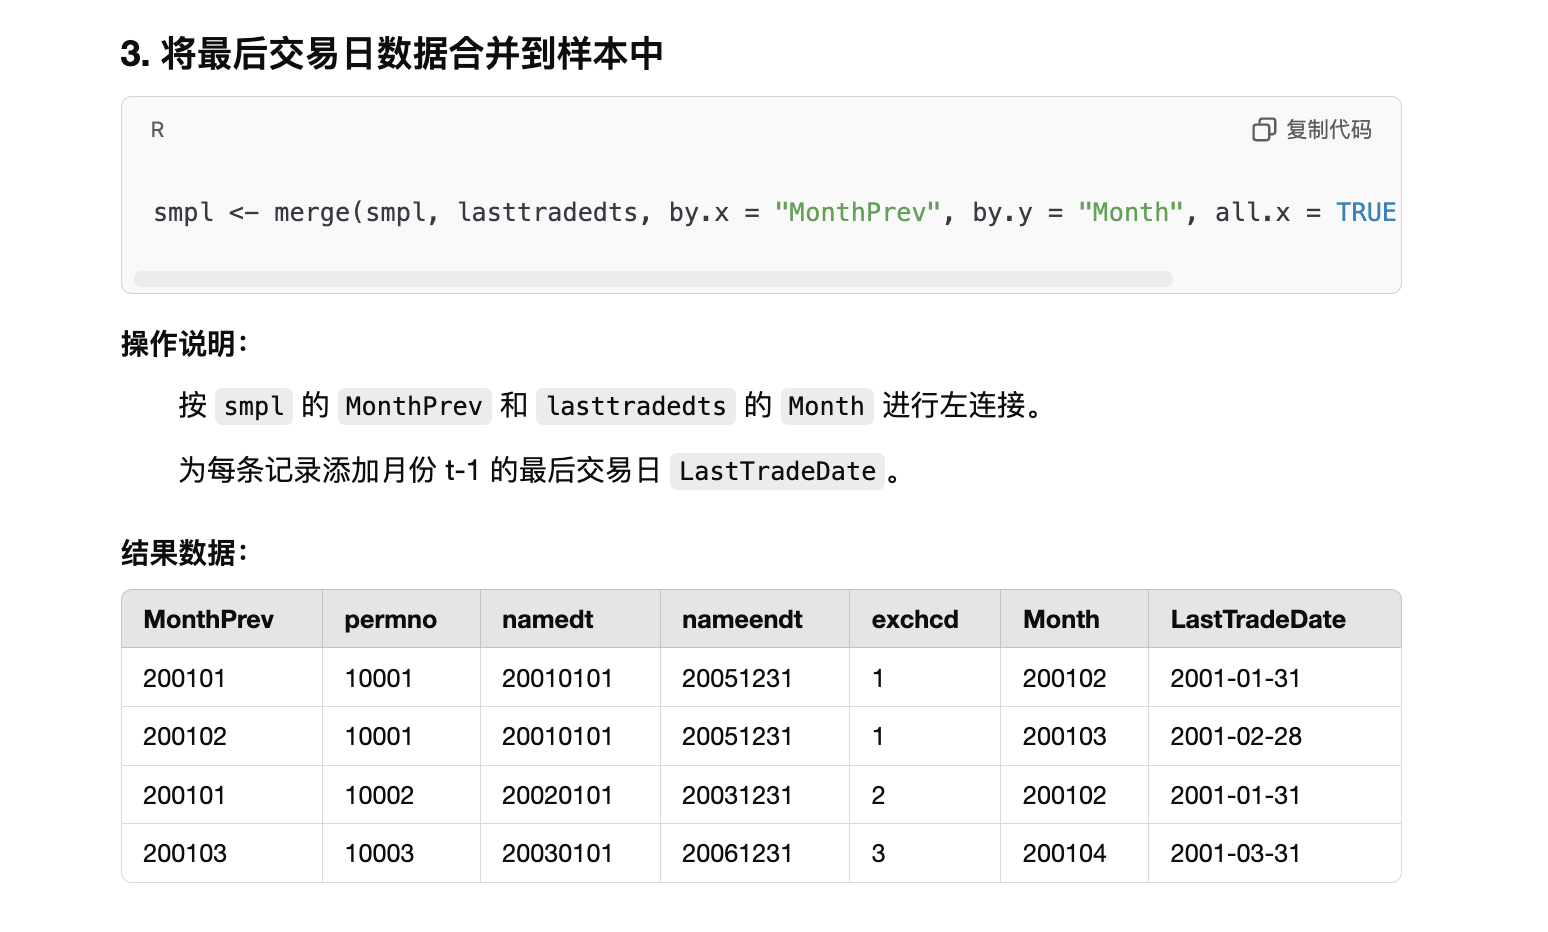 3. 将最后交易日数据合并到样本中
R
复制代码
smpl <- merge(smpl, lasttradedts, by.x = "MonthPrev", by.y = "Month", all.x = TRUE
操作说明：
按 smpl 的 MonthPrev 和 lasttradedts 的 Month 进行左连接。
为每条记录添加月份 t-1 的最后交易日 LastTradeDate 。
结果数据：
MonthPrev permno namedt nameendt exchcd Month LastTradeDate
200101 10001 20010101 20051231 1 200102 2001-01-31
200102 10001 20010101 20051231 1 200103 2001-02-28
200101 10002 20020101 20031231 2 200102 2001-01-31
200103 10003 20030101 20061231 3 200104 2001-03-31